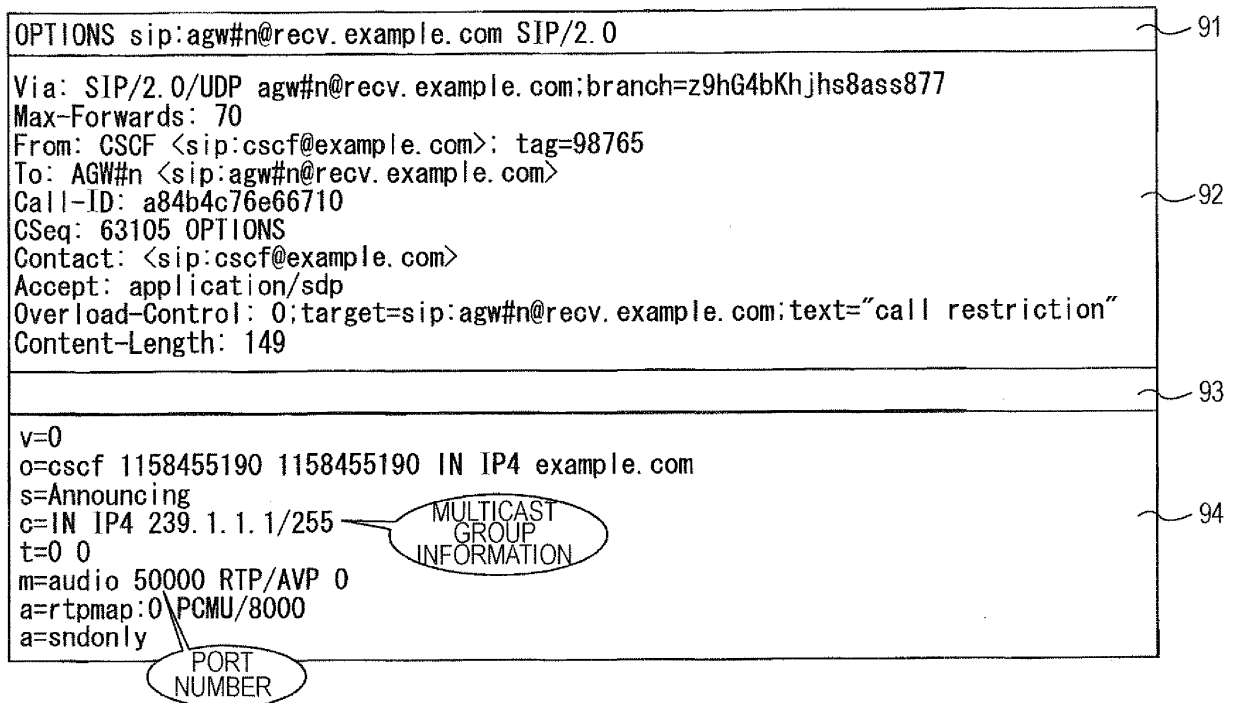 OPTIONS sip:agw#n@recv.example.com SIP/2.0
91
Via: SIP/2.0/UDP agw#n@recv.example.com;branch=z9hG4bKhjhs8ass877
Max-Forwards: 70
From: CSCF <sip:cscf@example.com>; tag=98765
To: AGW#n <sip:agw#n@recv.example.com>
Call-ID: a84b4c76e66710
CSeq: 63105 OPTIONS
Contact: <sip:cscf@example.com>
Accept: application/sdp
Overload-Control: 0;target=sip:agw#n@recv.example.com;text="call restriction"
Content-Length: 149
92
93
v=0
o=cscf 1158455190 1158455190 IN IP4 example.com
s=Announcing
c=IN IP4 239.1.1.1/255
t=0 0
m=audio 50000 RTP/AVP 0
a=rtpmap:0 PCMU/8000
a=sndonly
MULTICAST
GROUP
INFORMATION
94
PORT
NUMBER